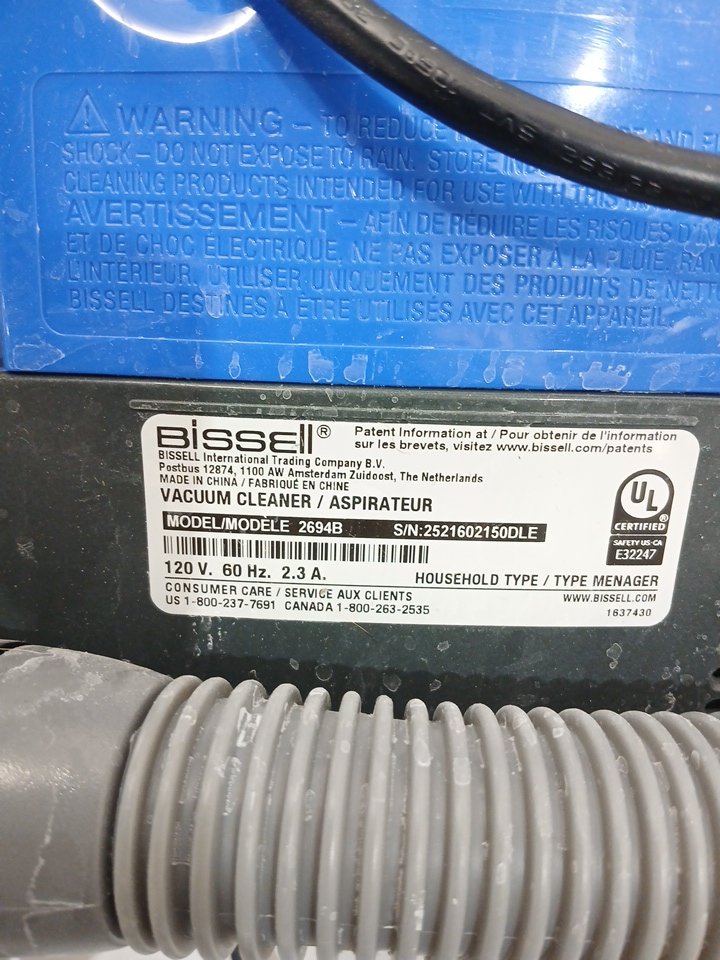 WARNING – TO REDUCE AND
SHOCK – DO NOT EXPOSE TO RAIN. STORE
CLEANING PRODUCTS INTENDED FOR USE WITH THIS
AVERTISSEMENT – AFIN DE RÉDUIRE LES RISQUES
ET DE CHOC ÉLECTRIQUE, NE PAS EXPOSER À LA PLUIE.
L'INTÉRIEUR. UTILISER UNIQUEMENT DES PRODUITS DE
BISSELL DESTINÉS À ÊTRE UTILISÉS AVEC CET APPAREIL.
BISSELL®
Patent Information at / Pour obtenir de l'information
sur les brevets, visitez www.bissell.com/patents
BISSELL International Trading Company B.V.
Postbus 12874, 1100 AW Amsterdam Zuidoost, The Netherlands
MADE IN CHINA / FABRIQUÉ EN CHINE
VACUUM CLEANER / ASPIRATEUR
MODEL/MODÈLE 2694B S/N:2521602150DLE
UL ®
CERTIFIED
SAFETY US-CA
E32247
120 V. 60 Hz. 2.3 A.
HOUSEHOLD TYPE / TYPE MENAGER
CONSUMER CARE / SERVICE AUX CLIENTS
US 1-800-237-7691 CANADA 1-800-263-2535
WWW.BISSELL.COM
1637430